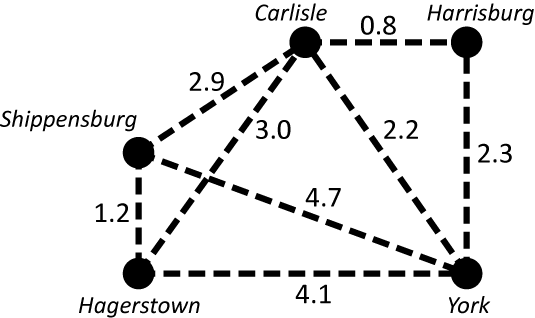 Carlisle
Harrisburg
0.8
2.9
Shippensburg
3.0
2.2
2.3
4.7
1.2
4.1
Hagerstown
York